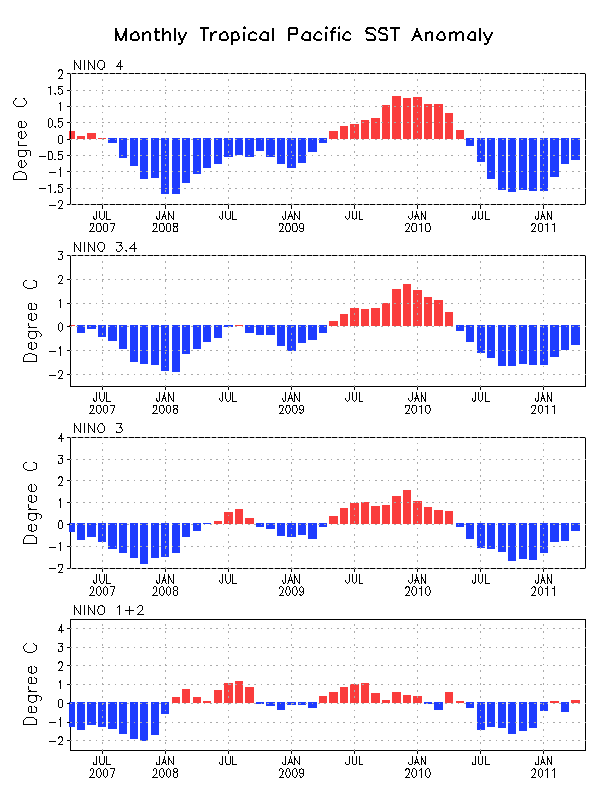 Monthly Tropical Pacific SST Anomaly
NINO 4
Degree C
2
1.5
1
0.5
0
-0.5
-1
-1.5
-2
JUL 2007
JAN 2008
JUL
JAN 2009
JUL
JAN 2010
JUL
JAN 2011
NINO 3.4
Degree C
3
2
1
0
-1
-2
JUL 2007
JAN 2008
JUL
JAN 2009
JUL
JAN 2010
JUL
JAN 2011
NINO 3
Degree C
4
3
2
1
0
-1
-2
JUL 2007
JAN 2008
JUL
JAN 2009
JUL
JAN 2010
JUL
JAN 2011
NINO 1+2
Degree C
4
3
2
1
0
-1
-2
JUL 2007
JAN 2008
JUL
JAN 2009
JUL
JAN 2010
JUL
JAN 2011